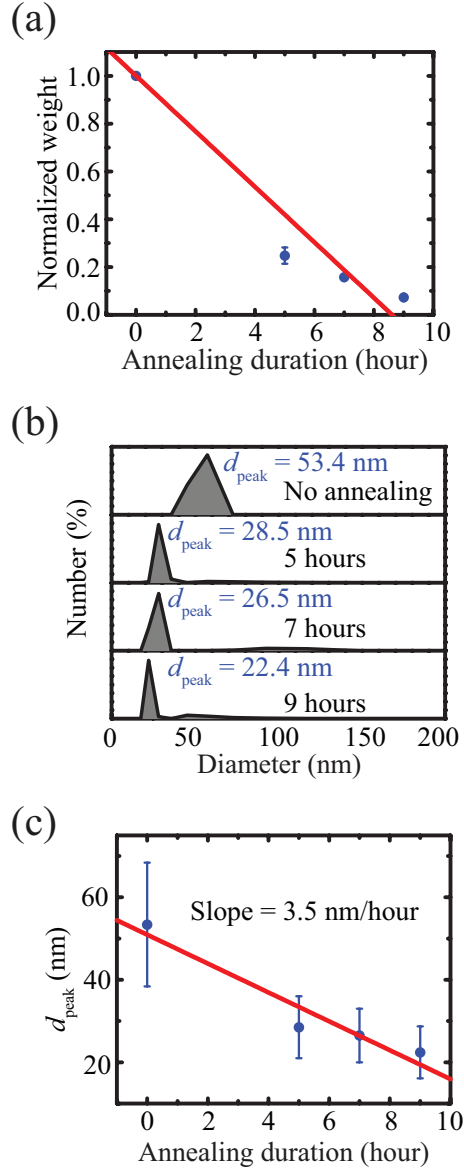 (a)
Normalized weight
1.0
0.8
0.6
0.4
0.2
0.0
0 2 4 6 8 10
Annealing duration (hour)
(b)
Number (%)
dpeak = 53.4 nm
No annealing
dpeak = 28.5 nm
5 hours
dpeak = 26.5 nm
7 hours
dpeak = 22.4 nm
9 hours
0 50 100 150 200
Diameter (nm)
(c)
dpeak (nm)
60
40
20
Slope = 3.5 nm/hour
0 2 4 6 8 10
Annealing duration (hour)